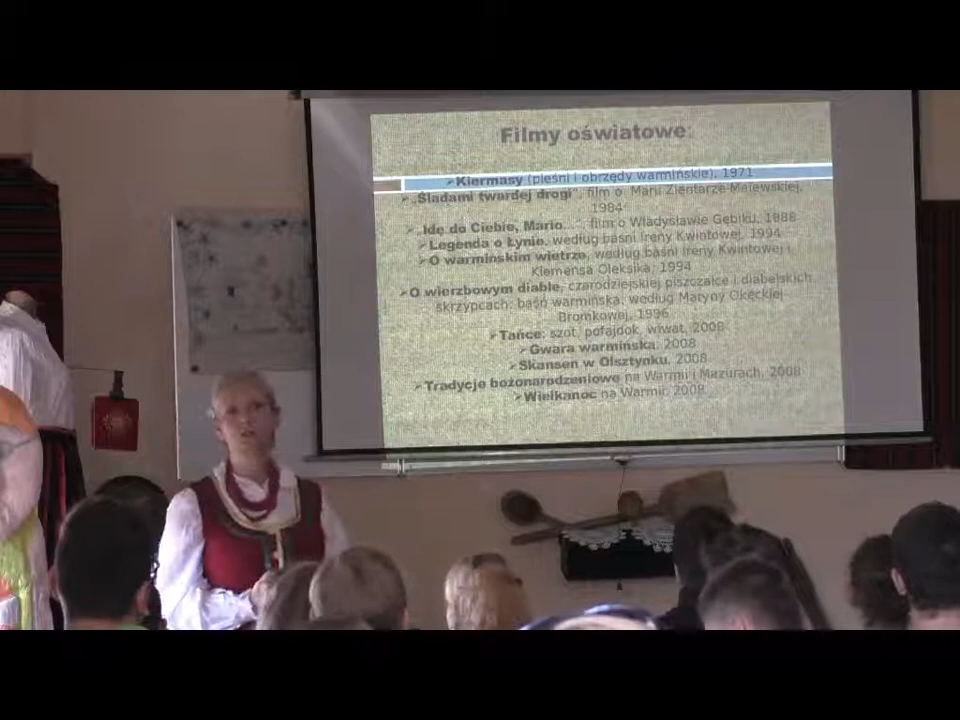 Filmy oświatowe:
➢Kiermasy (pieśni i obrzędy warmińskie), 1971
➢„Śladami twardej drogi", film o Marii Zientarze-Malewskiej,
1984
➢„Idę do Ciebie, Mario...", film o Władysławie Gębiku, 1988
➢Legenda o Łynie, według baśni Ireny Kwintowej, 1994
➢O warmińskim wietrze, według baśni Ireny Kwintowej i
Klemensa Oleksika, 1994
➢O wierzbowym diable, czarodziejskiej piszczałce i diabelskich
skrzypcach: baśń warmińska, według Maryny Okęckiej-
Bromkowej, 1996
➢Tańce: szot, pofajdok, wiwat, 2008
➢Gwara warmińska, 2008
➢Skansen w Olsztynku, 2008
➢Tradycje bożonarodzeniowe na Warmii i Mazurach, 2008
➢Wielkanoc na Warmii, 2008